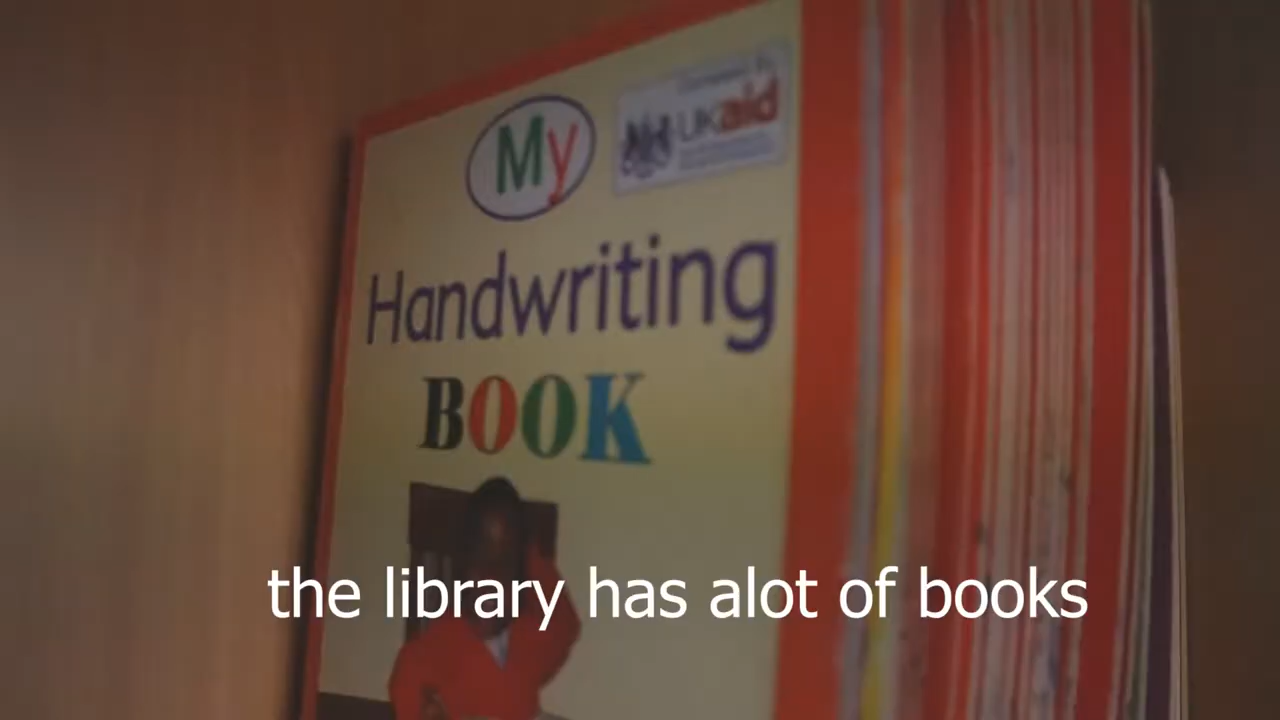 My
UKaid
Handwriting
BOOK
the library has alot of books